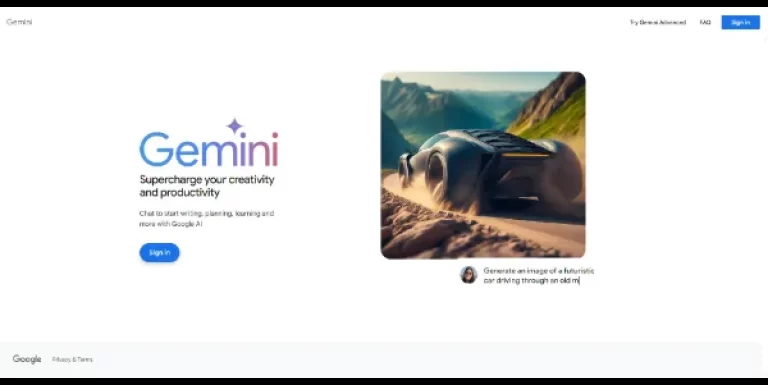 Gemini
Try Gemini Advanced
FAQ
Sign in
Gemini
Supercharge your creativity
and productivity
Chat to start writing, planning, learning and
more with Google AI
Sign in
Generate an image of a futuristic
car driving through an old m
Google
Privacy & Terms